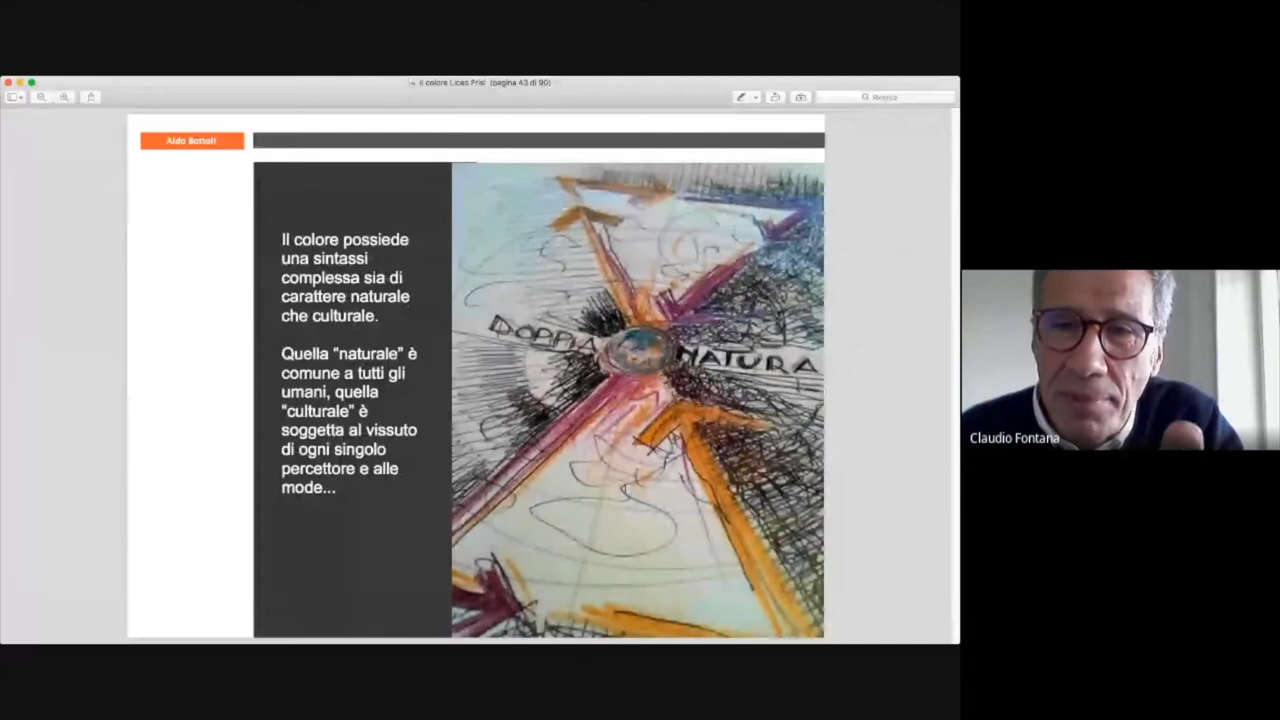 Il colore Liceo Frisi (pagina 43 di 90)
Ricerca
Aldo Bottoli
Il colore possiede
una sintassi
complessa sia di
carattere naturale
che culturale.
Quella “naturale” è
comune a tutti gli
umani, quella
“culturale” è
soggetta al vissuto
di ogni singolo
percettore e alle
mode...
DOPPIA NATURA
Claudio Fontana